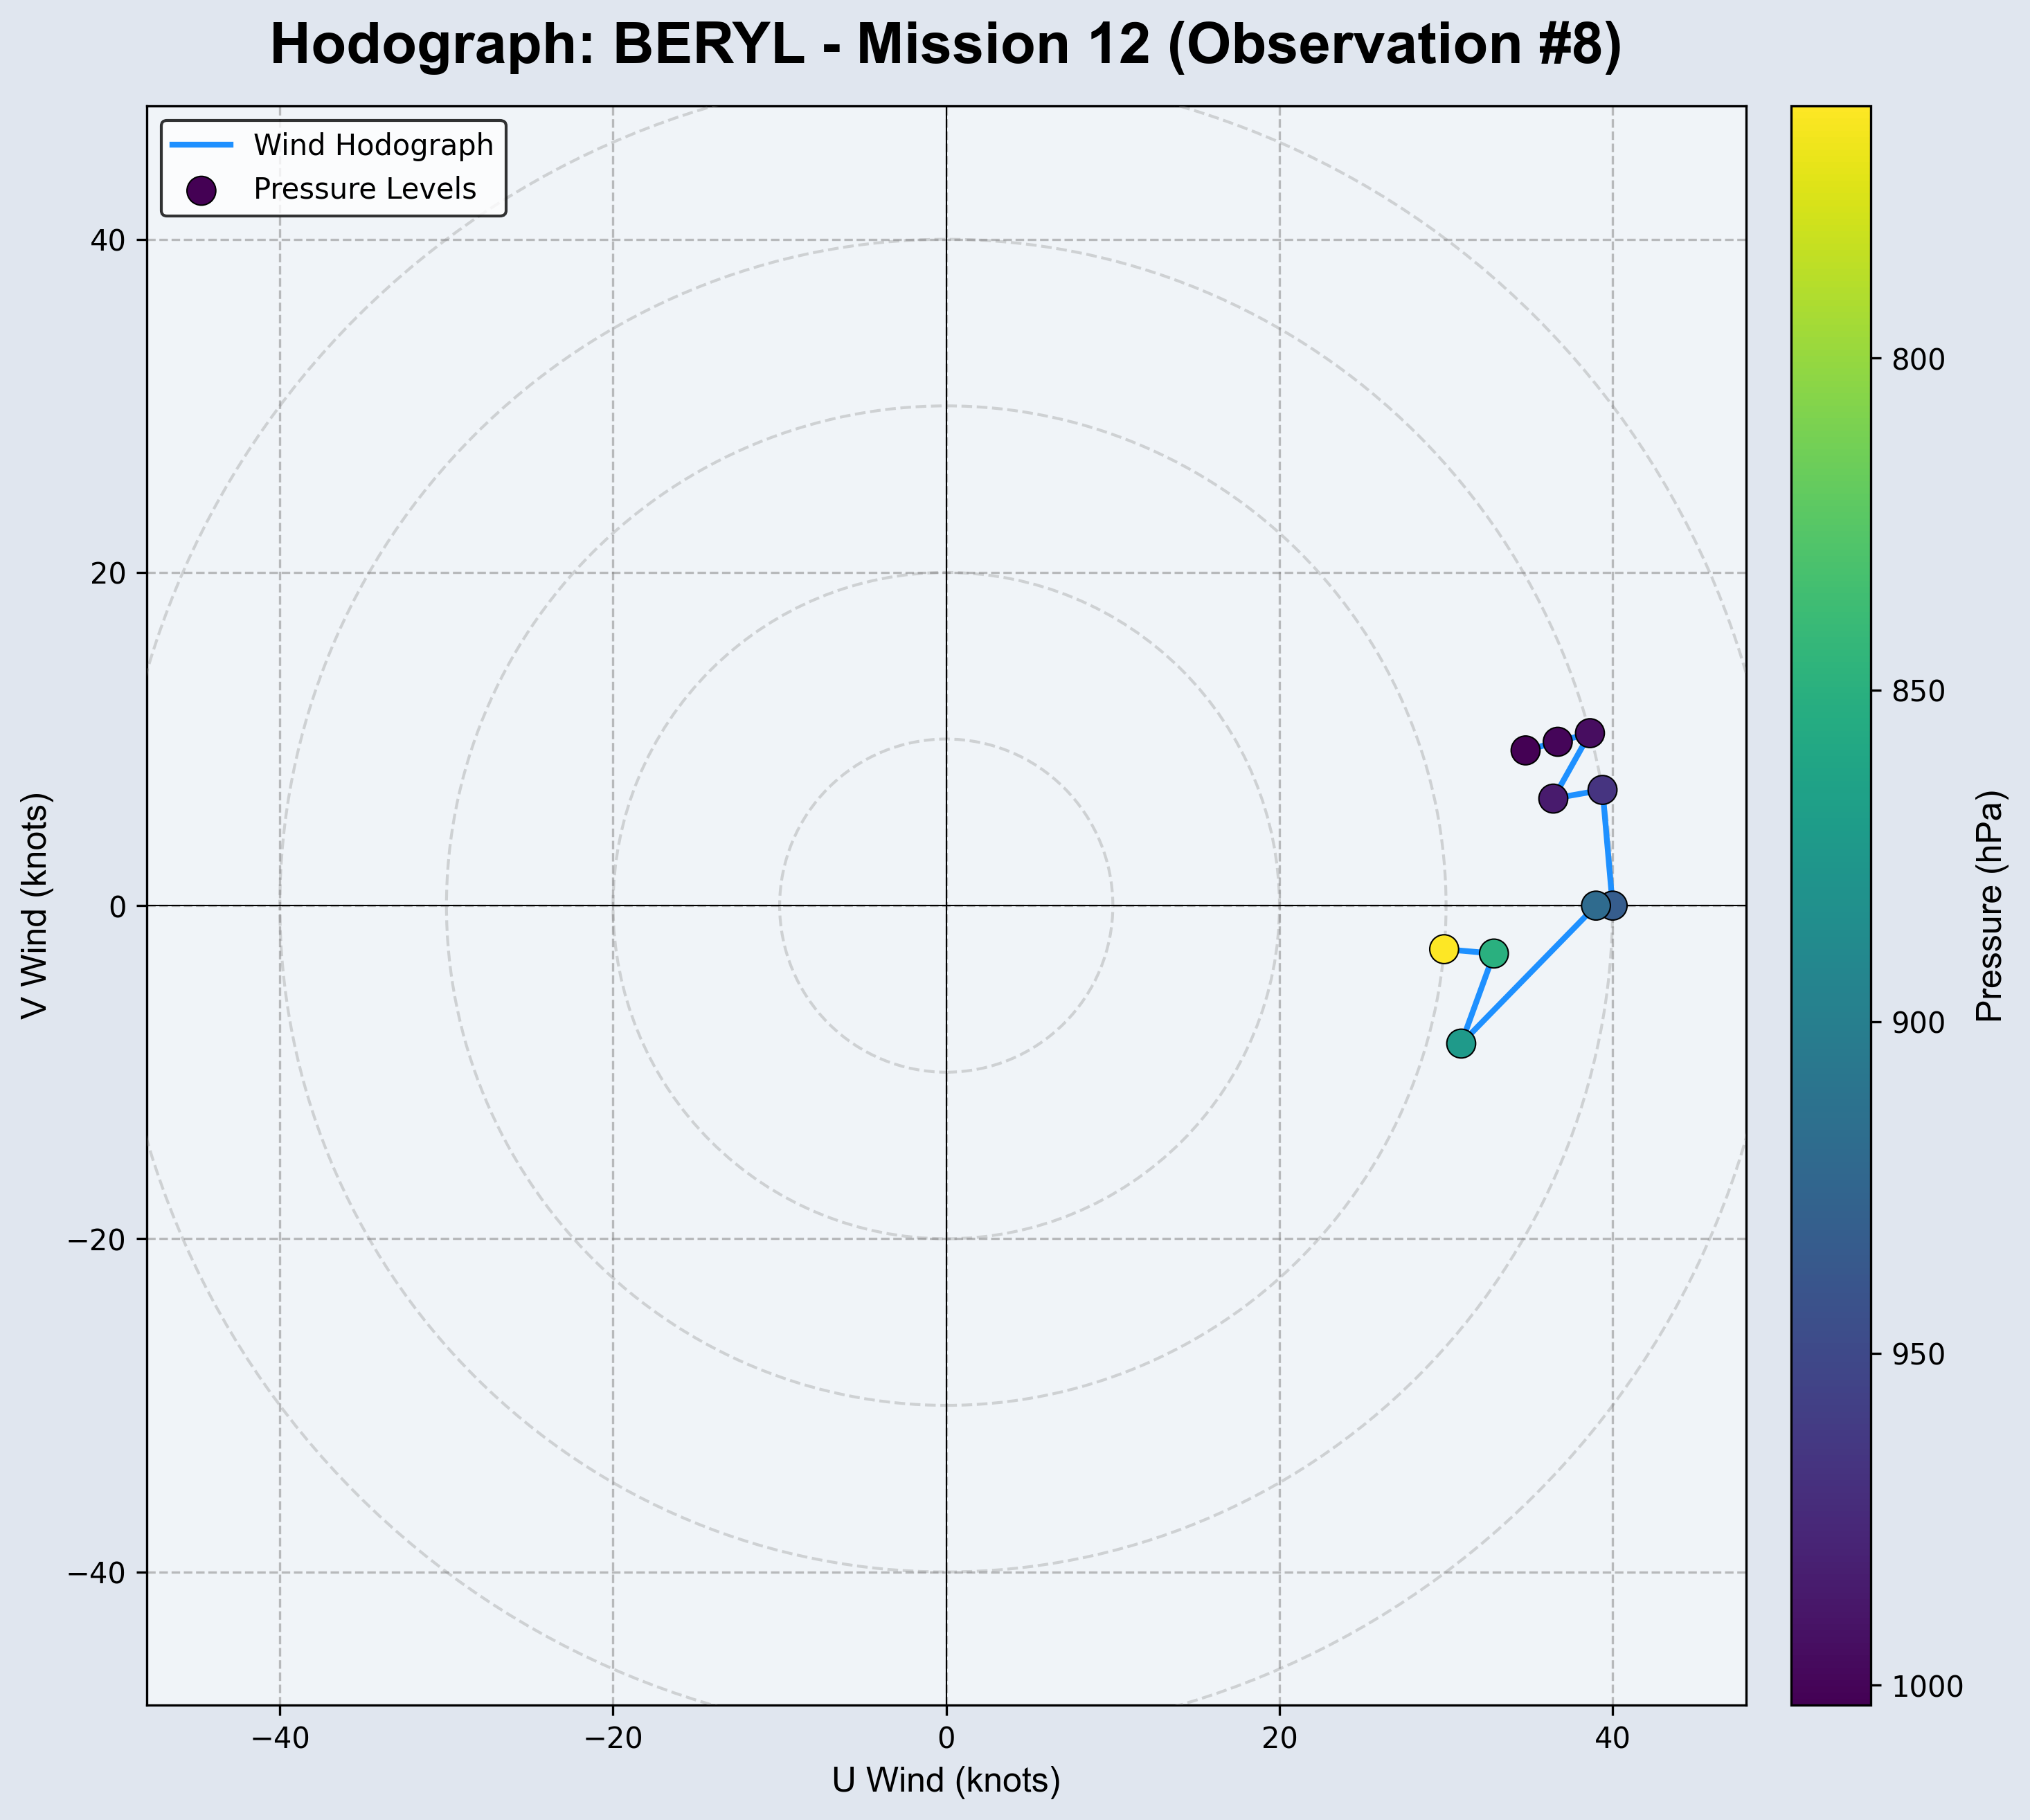 Hodograph: BERYL - Mission 12 (Observation #8)
Wind Hodograph
Pressure Levels
40
20
0
−20
−40
V Wind (knots)
−40
−20
0
20
40
U Wind (knots)
800
850
900
950
1000
Pressure (hPa)